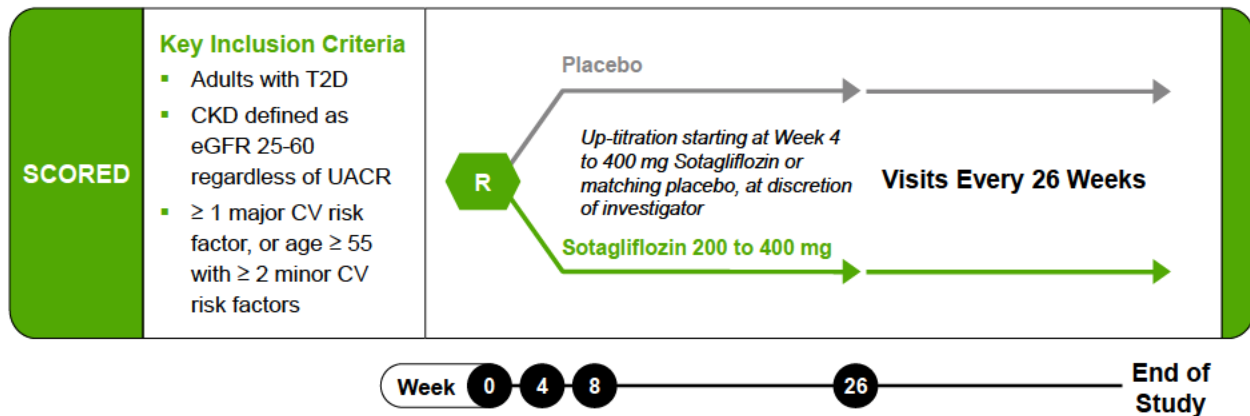 SCORED
Key Inclusion Criteria
▪ Adults with T2D
▪ CKD defined as
eGFR 25-60
regardless of UACR
▪ ≥ 1 major CV risk
factor, or age ≥ 55
with ≥ 2 minor CV
risk factors
R
Placebo
Up-titration starting at Week 4
to 400 mg Sotagliflozin or
matching placebo, at discretion
of investigator
Sotagliflozin 200 to 400 mg
Visits Every 26 Weeks
Week 0 4 8 26
End of
Study